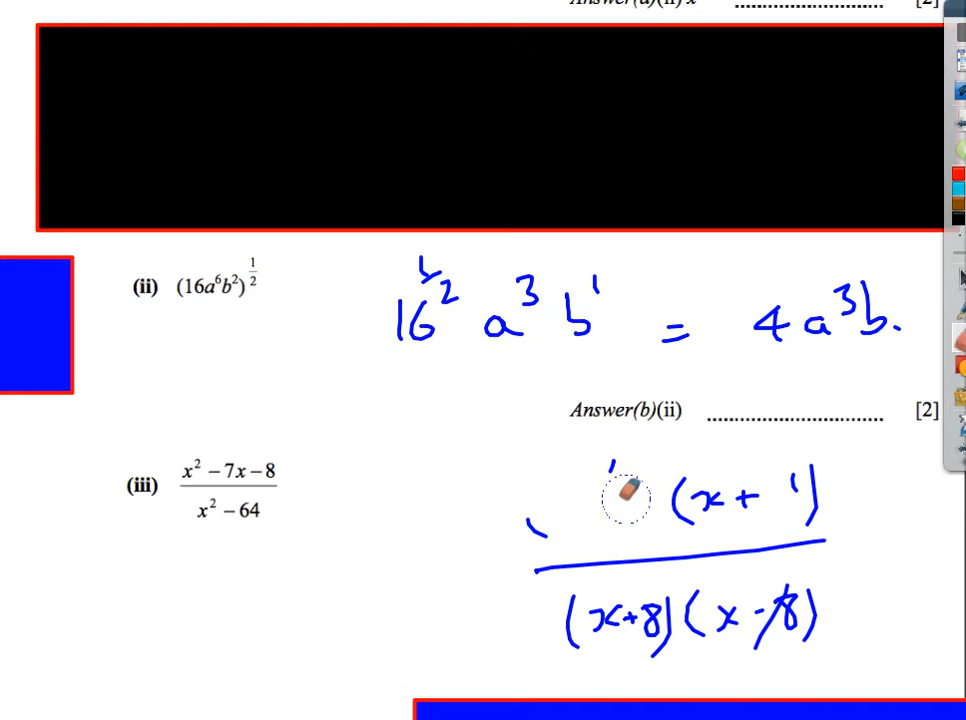 Answer(a)(ii) x ........................ [2]
(ii) (16a⁶b²)^½
16^½ a³ b¹ = 4a³b.
Answer(b)(ii) ........................ [2]
(iii) x² − 7x − 8
x² − 64
(x + 1)
(x+8)(x−8)